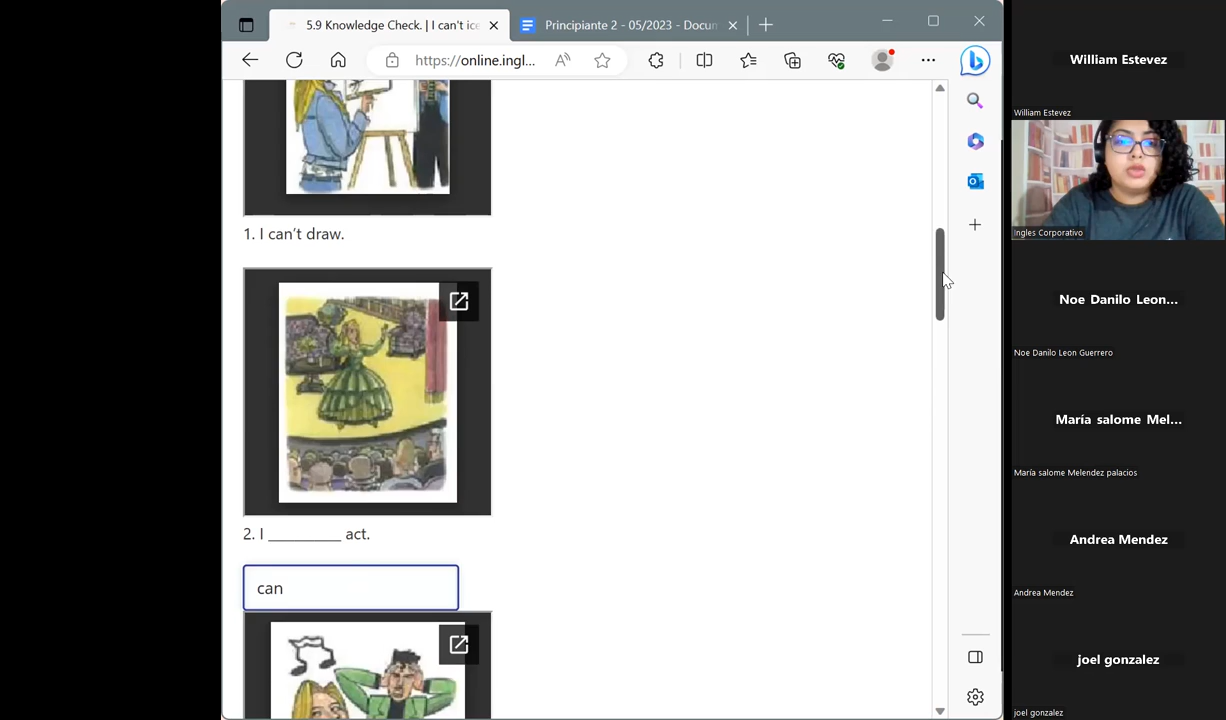 5.9 Knowledge Check. | I can't ice
Principiante 2 - 05/2023 - Docun
https://online.ingl...
1. I can't draw.
2. I _________ act.
can
William Estevez
William Estevez
Ingles Corporativo
Noe Danilo Leon...
Noe Danilo Leon Guerrero
María salome Mel...
María salome Melendez palacios
Andrea Mendez
Andrea Mendez
joel gonzalez
joel gonzalez